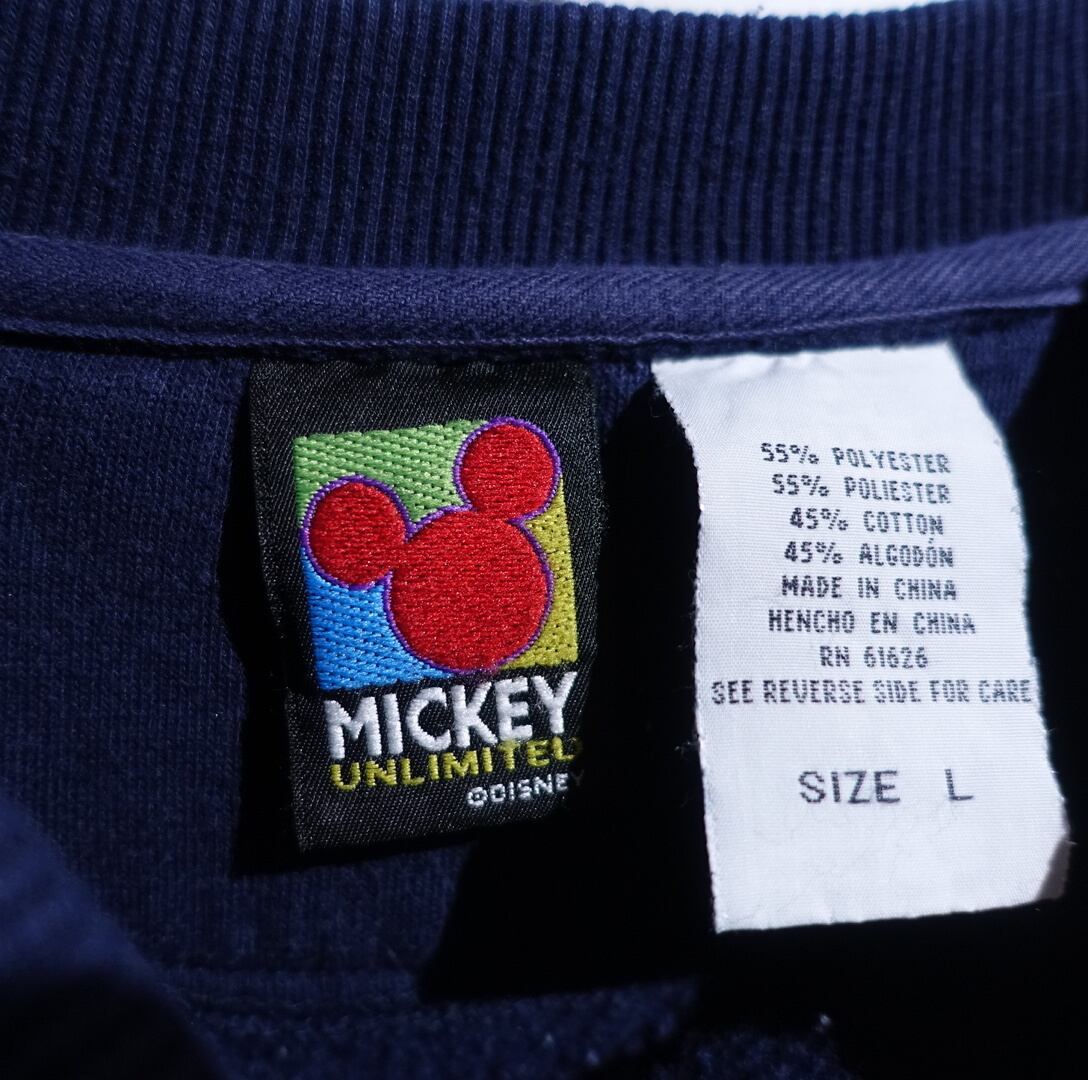 MICKEY
UNLIMITED
©DISNEY
55% POLYESTER
55% POLIESTER
45% COTTON
45% ALGODÓN
MADE IN CHINA
HENCHO EN CHINA
RN 61626
SEE REVERSE SIDE FOR CARE
SIZE L